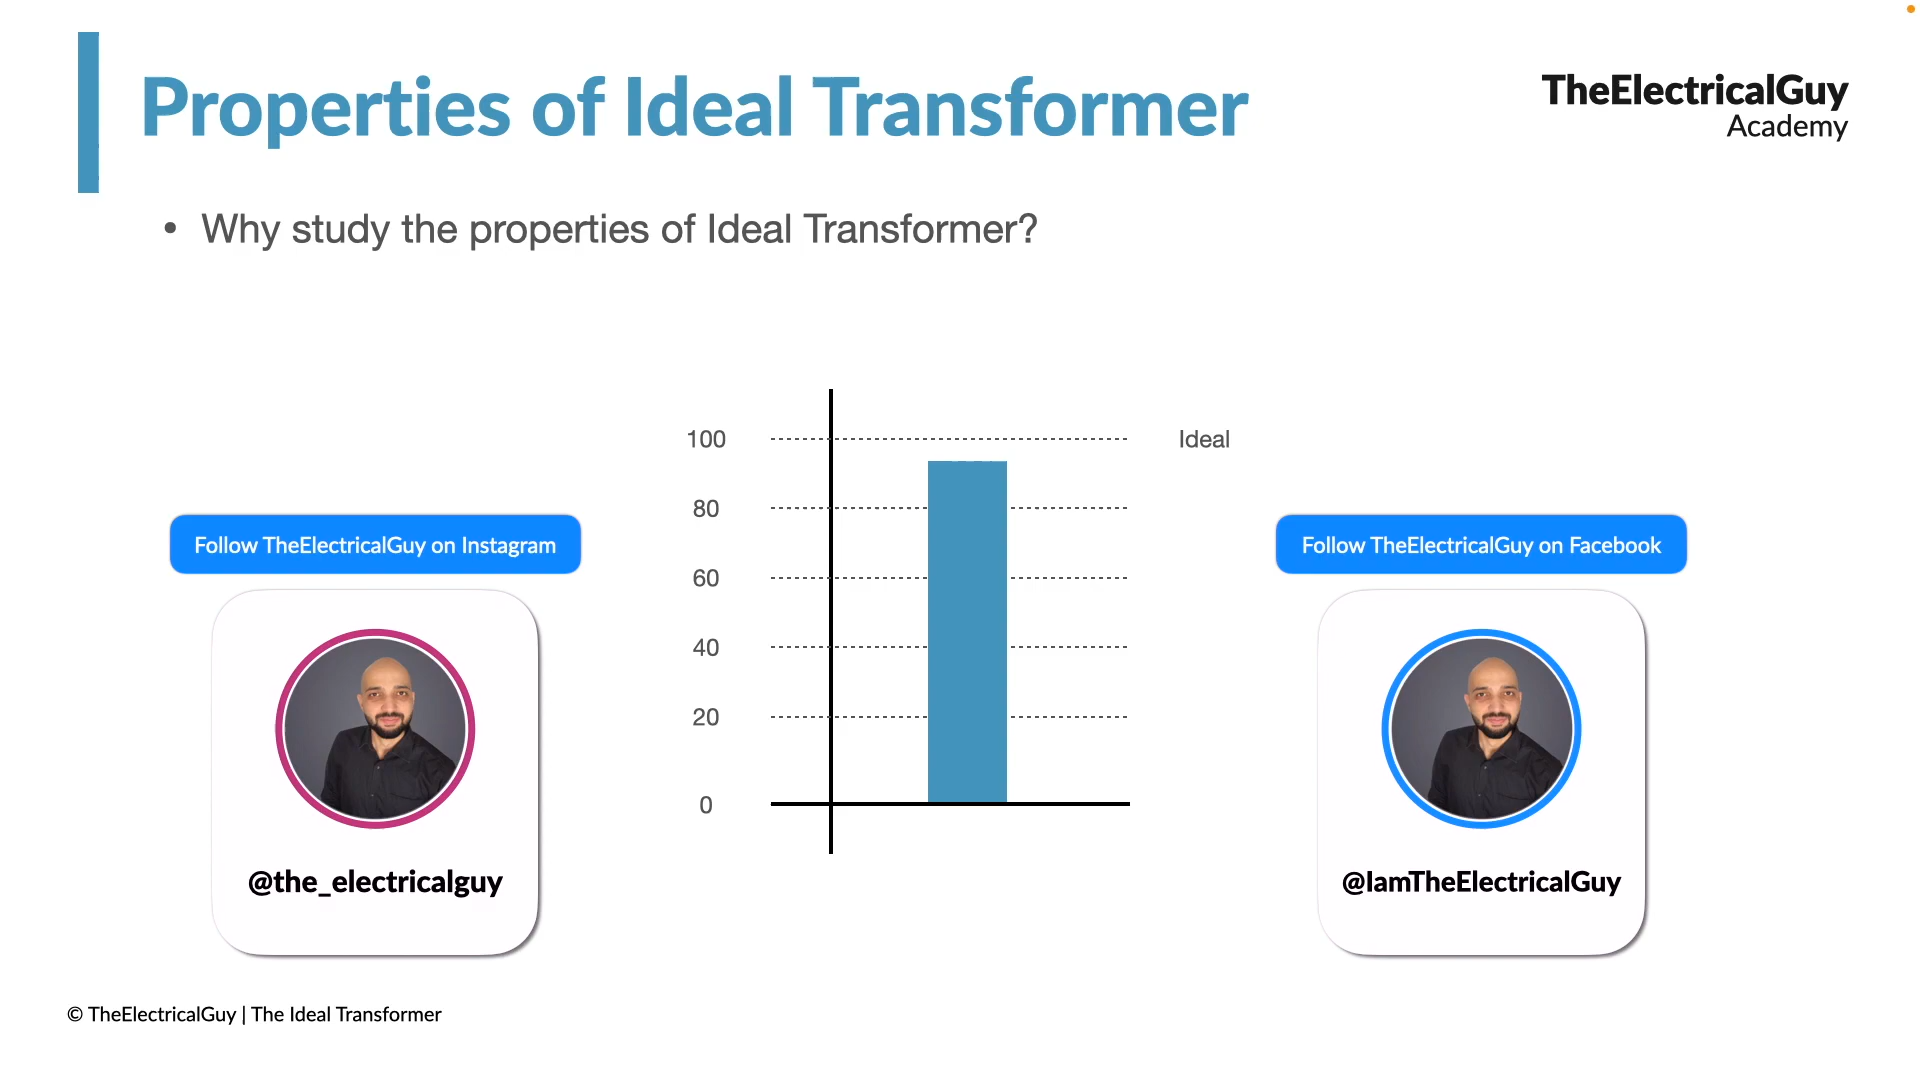 Properties of Ideal Transformer
TheElectricalGuy
Academy
• Why study the properties of Ideal Transformer?
100
Ideal
80
60
40
20
0
Follow TheElectricalGuy on Instagram
@the_electricalguy
Follow TheElectricalGuy on Facebook
@IamTheElectricalGuy
© TheElectricalGuy | The Ideal Transformer